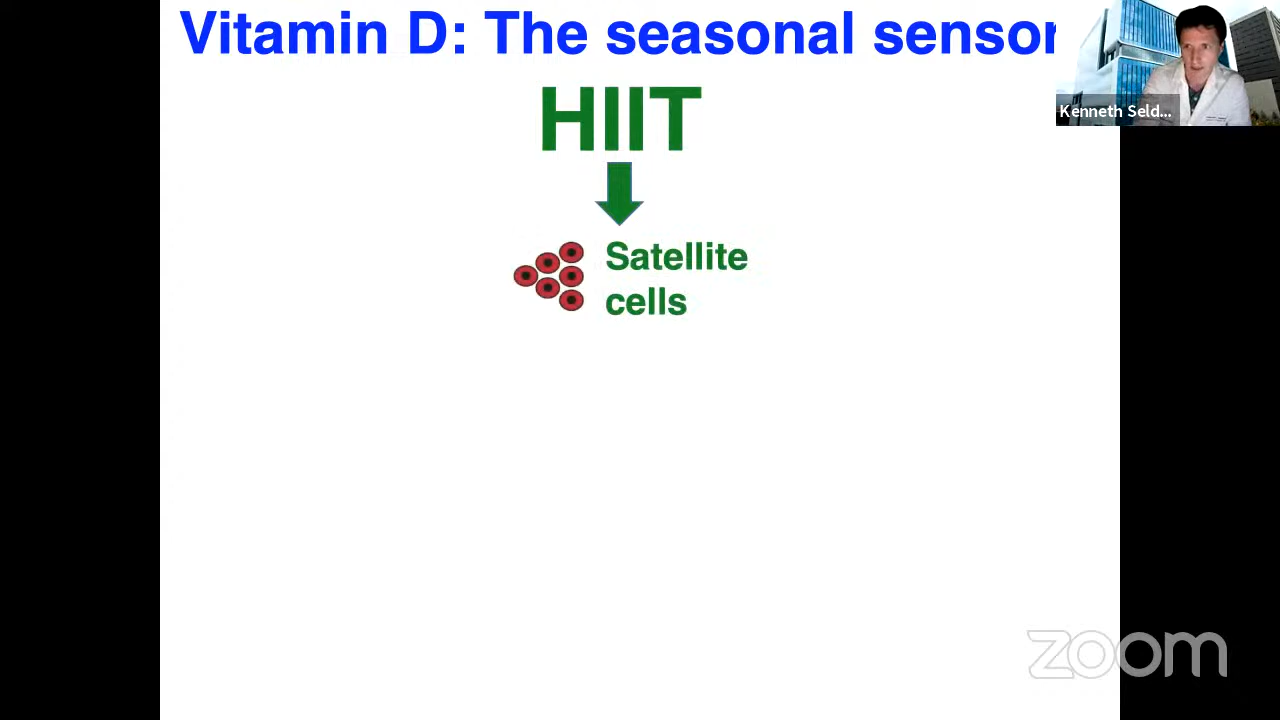 Vitamin D: The seasonal sensor
HIIT
Satellite
cells
Kenneth Seld...
zoom